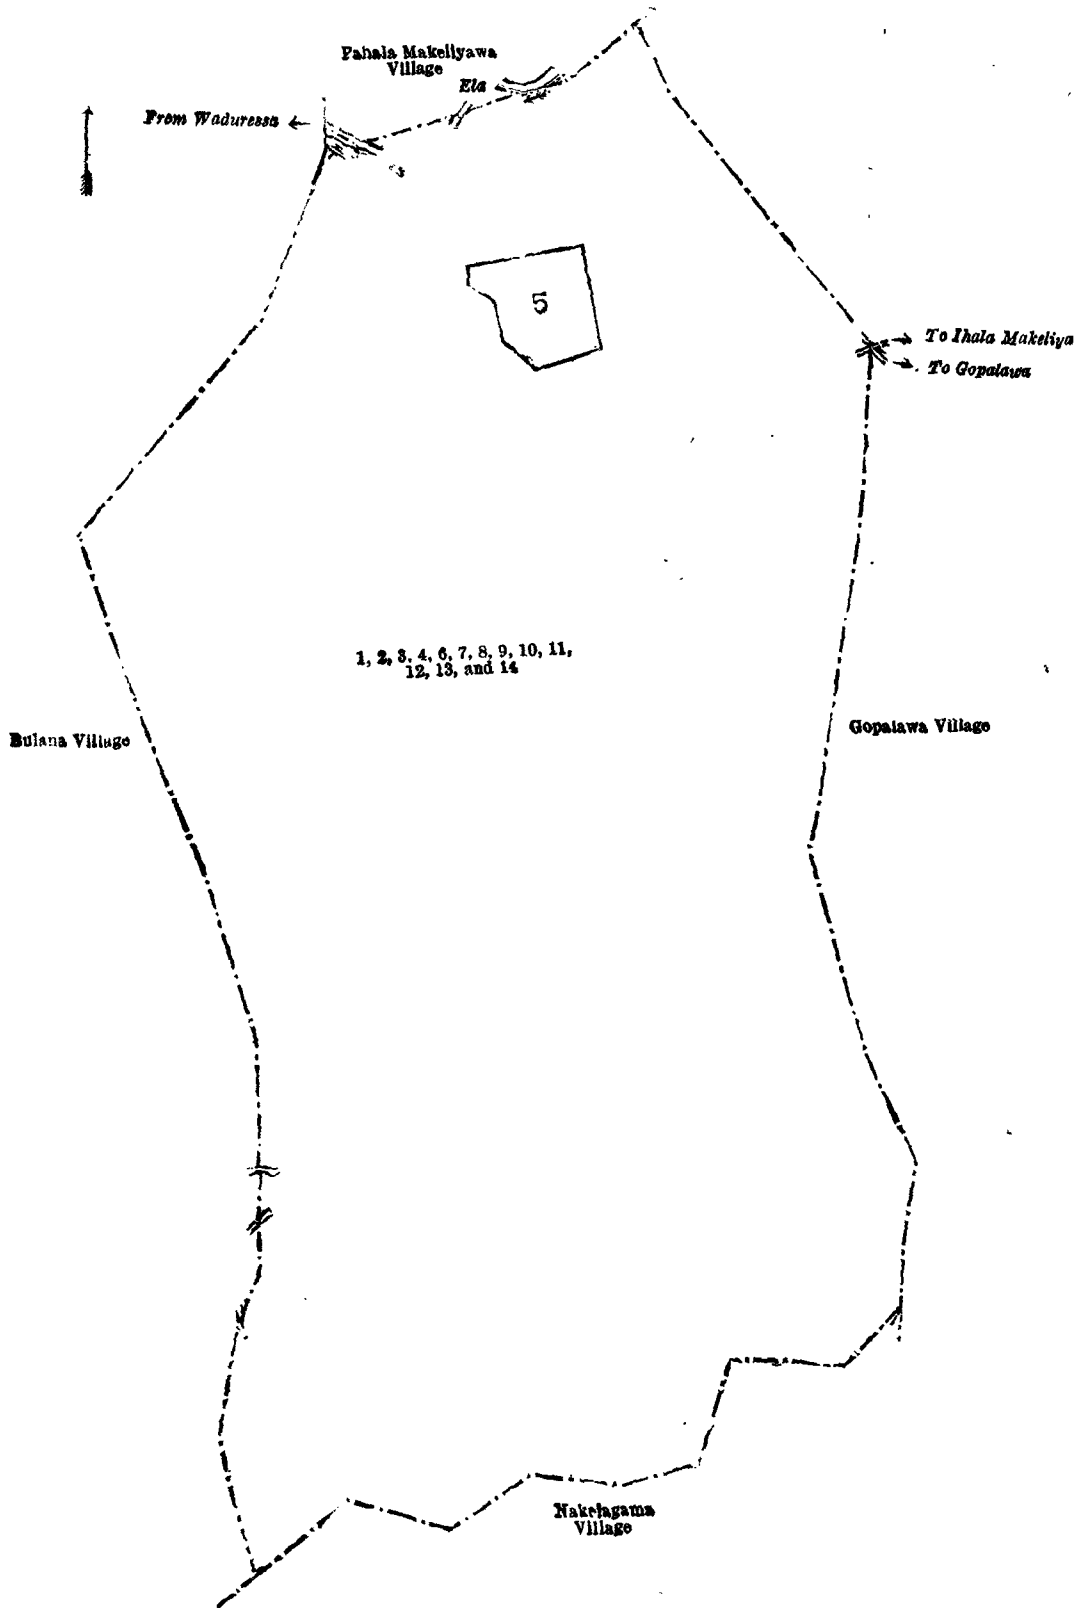 Pahala Makeliyawa
Village
Ela
From Waduressa
5
To Ihala Makeliya
To Gopalawa
1, 2, 3, 4, 6, 7, 8, 9, 10, 11,
12, 13, and 14
Gopalawa Village
Bulana Village
Nakelagama
Village